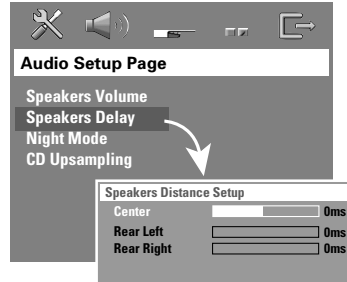 Audio Setup Page
Speakers Volume
Speakers Delay
Night Mode
CD Upsampling
Speakers Distance Setup
Center 0ms
Rear Left 0ms
Rear Right 0ms